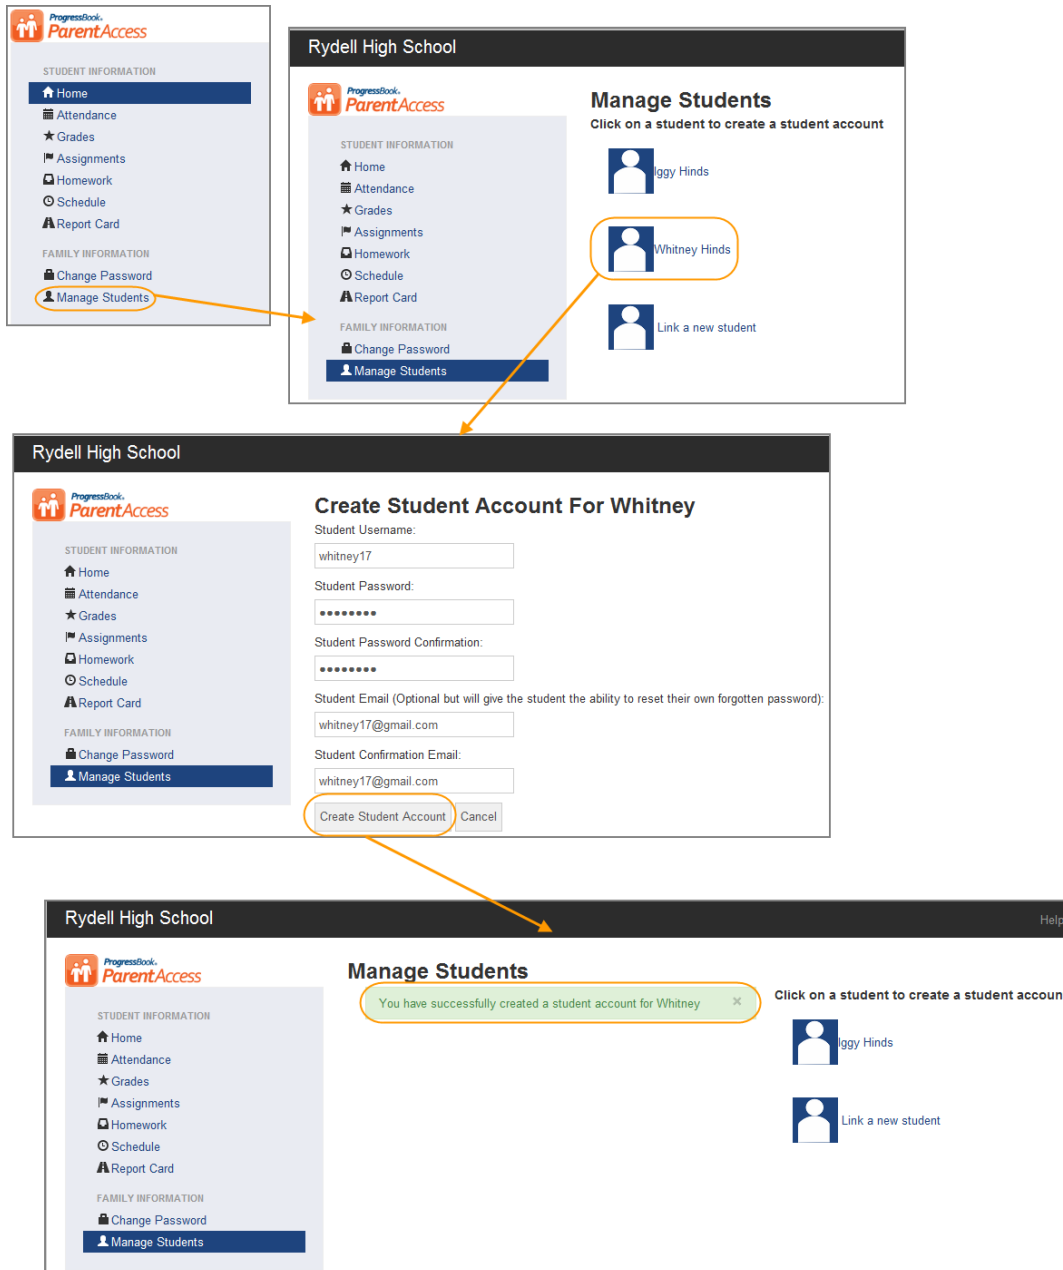 ProgressBook.
ParentAccess
STUDENT INFORMATION
Home
Attendance
Grades
Assignments
Homework
Schedule
Report Card
FAMILY INFORMATION
Change Password
Manage Students
Rydell High School
ProgressBook.
ParentAccess
STUDENT INFORMATION
Home
Attendance
Grades
Assignments
Homework
Schedule
Report Card
FAMILY INFORMATION
Change Password
Manage Students
Manage Students
Click on a student to create a student account
Iggy Hinds
Whitney Hinds
Link a new student
Rydell High School
ProgressBook.
ParentAccess
STUDENT INFORMATION
Home
Attendance
Grades
Assignments
Homework
Schedule
Report Card
FAMILY INFORMATION
Change Password
Manage Students
Create Student Account For Whitney
Student Username:
whitney17
Student Password:
••••••••
Student Password Confirmation:
••••••••
Student Email (Optional but will give the student the ability to reset their own forgotten password):
whitney17@gmail.com
Student Confirmation Email:
whitney17@gmail.com
Create Student Account Cancel
Rydell High School
Help
ProgressBook.
ParentAccess
STUDENT INFORMATION
Home
Attendance
Grades
Assignments
Homework
Schedule
Report Card
FAMILY INFORMATION
Change Password
Manage Students
Manage Students
You have successfully created a student account for Whitney ×
Click on a student to create a student accoun
Iggy Hinds
Link a new student